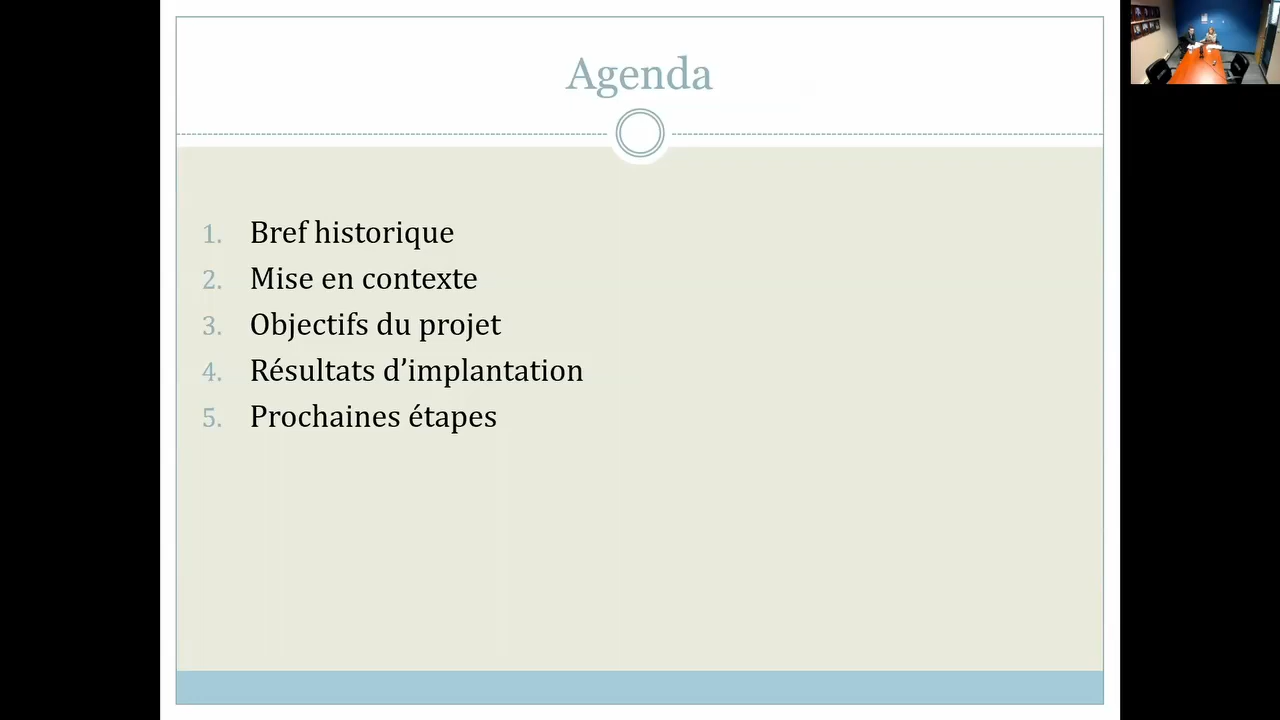 Agenda
1. Bref historique
2. Mise en contexte
3. Objectifs du projet
4. Résultats d’implantation
5. Prochaines étapes